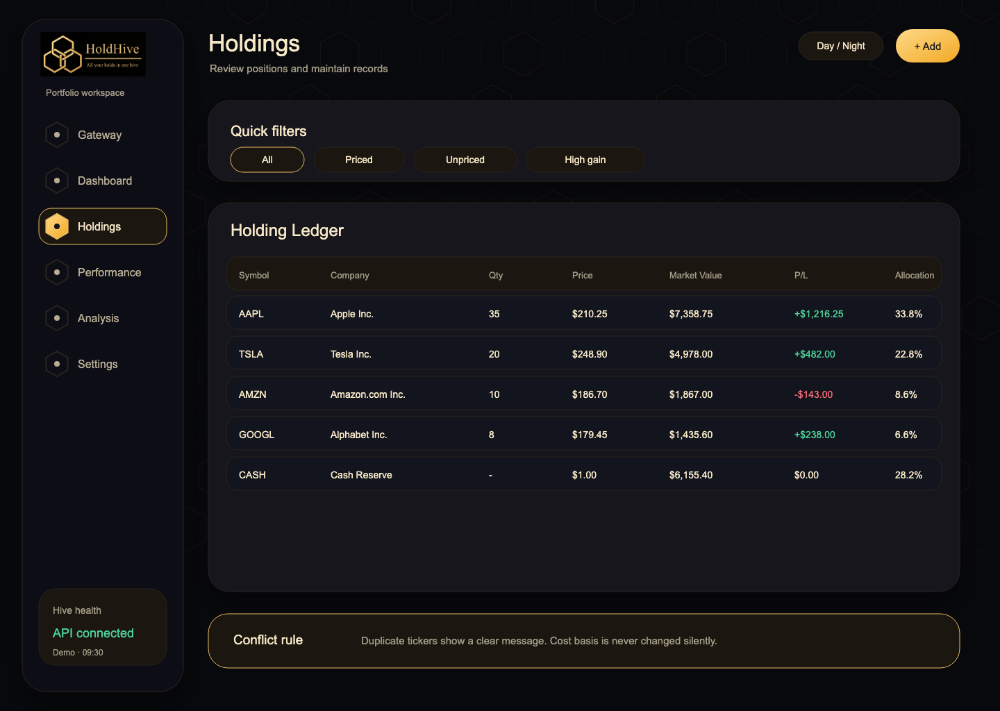 HoldHive
All your holds in one hive
Portfolio workspace
Gateway
Dashboard
Holdings
Performance
Analysis
Settings
Hive health
API connected
Demo · 09:30
Holdings
Review positions and maintain records
Day / Night
+ Add
Quick filters
All Priced Unpriced High gain
Holding Ledger
Symbol Company Qty Price Market Value P/L Allocation
AAPL Apple Inc. 35 $210.25 $7,358.75 +$1,216.25 33.8%
TSLA Tesla Inc. 20 $248.90 $4,978.00 +$482.00 22.8%
AMZN Amazon.com Inc. 10 $186.70 $1,867.00 -$143.00 8.6%
GOOGL Alphabet Inc. 8 $179.45 $1,435.60 +$238.00 6.6%
CASH Cash Reserve - $1.00 $6,155.40 $0.00 28.2%
Conflict rule Duplicate tickers show a clear message. Cost basis is never changed silently.